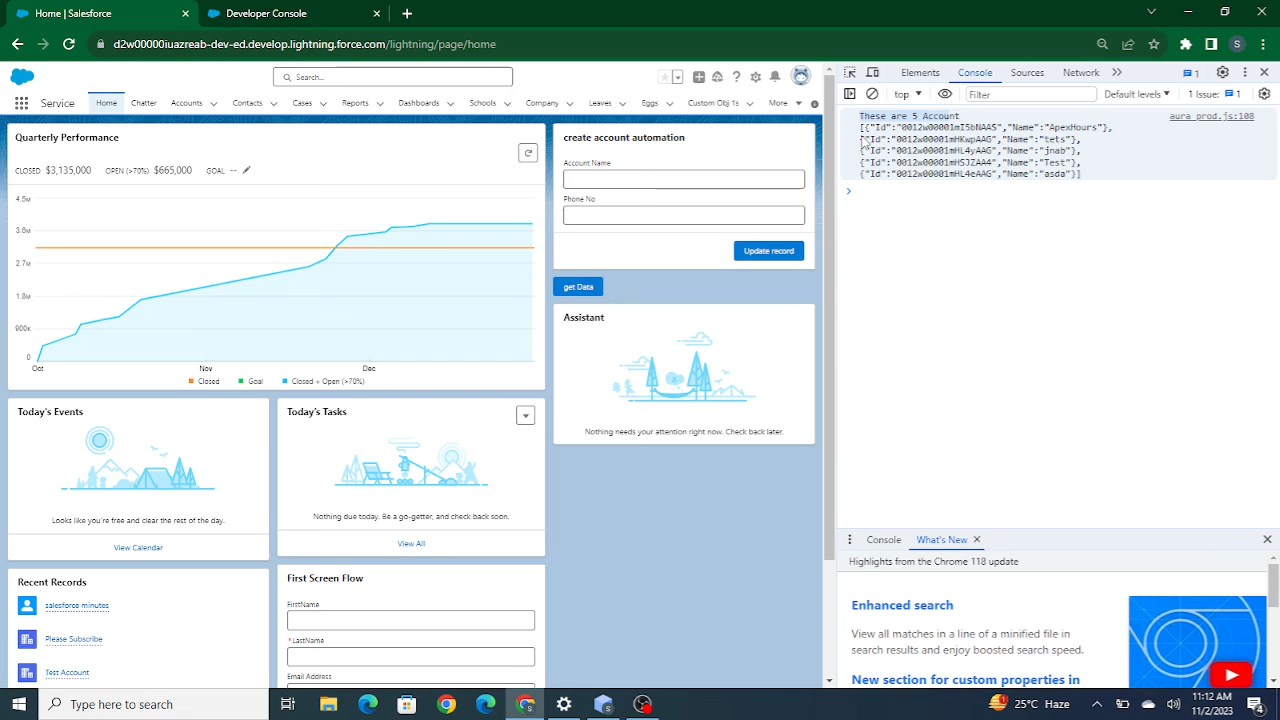 Home | Salesforce
Developer Console
d2w00000iuazreab-dev-ed.develop.lightning.force.com/lightning/page/home
S
Search...
Service
Home
Chatter
Accounts
Contacts
Cases
Reports
Dashboards
Schools
Company
Leaves
Eggs
Custom Obj 1s
More
Quarterly Performance
CLOSED $3,135,000 OPEN (>70%) $665,000 GOAL --
4.5M
3.6M
2.7M
1.8M
900K
0
Oct
Nov
Dec
Closed
Goal
Closed + Open (>70%)
create account automation
Account Name
Phone No
Update record
get Data
Assistant
Nothing needs your attention right now. Check back later.
Today's Events
Looks like you're free and clear the rest of the day.
View Calendar
Today's Tasks
Nothing due today. Be a go-getter, and check back soon.
View All
Recent Records
salesforce minutes
Please Subscribe
Test Account
First Screen Flow
FirstName
*LastName
Email Address
Elements
Console
Sources
Network
1
top
Filter
Default levels
1 Issue: 1
These are 5 Account
aura_prod.js:108
[{"Id":"0012w00001mI5bNAAS","Name":"ApexHours"},
{"Id":"0012w00001mHKwpAAG","Name":"tets"},
{"Id":"0012w00001mHL4yAAG","Name":"jnab"},
{"Id":"0012w00001mHSJZAA4","Name":"Test"},
{"Id":"0012w00001mHL4eAAG","Name":"asda"}]
Console
What's New
Highlights from the Chrome 118 update
Enhanced search
View all matches in a line of a minified file in
search results and enjoy boosted search speed.
New section for custom properties in
Type here to search
1
25°C Haze
11:12 AM
11/2/2023
4